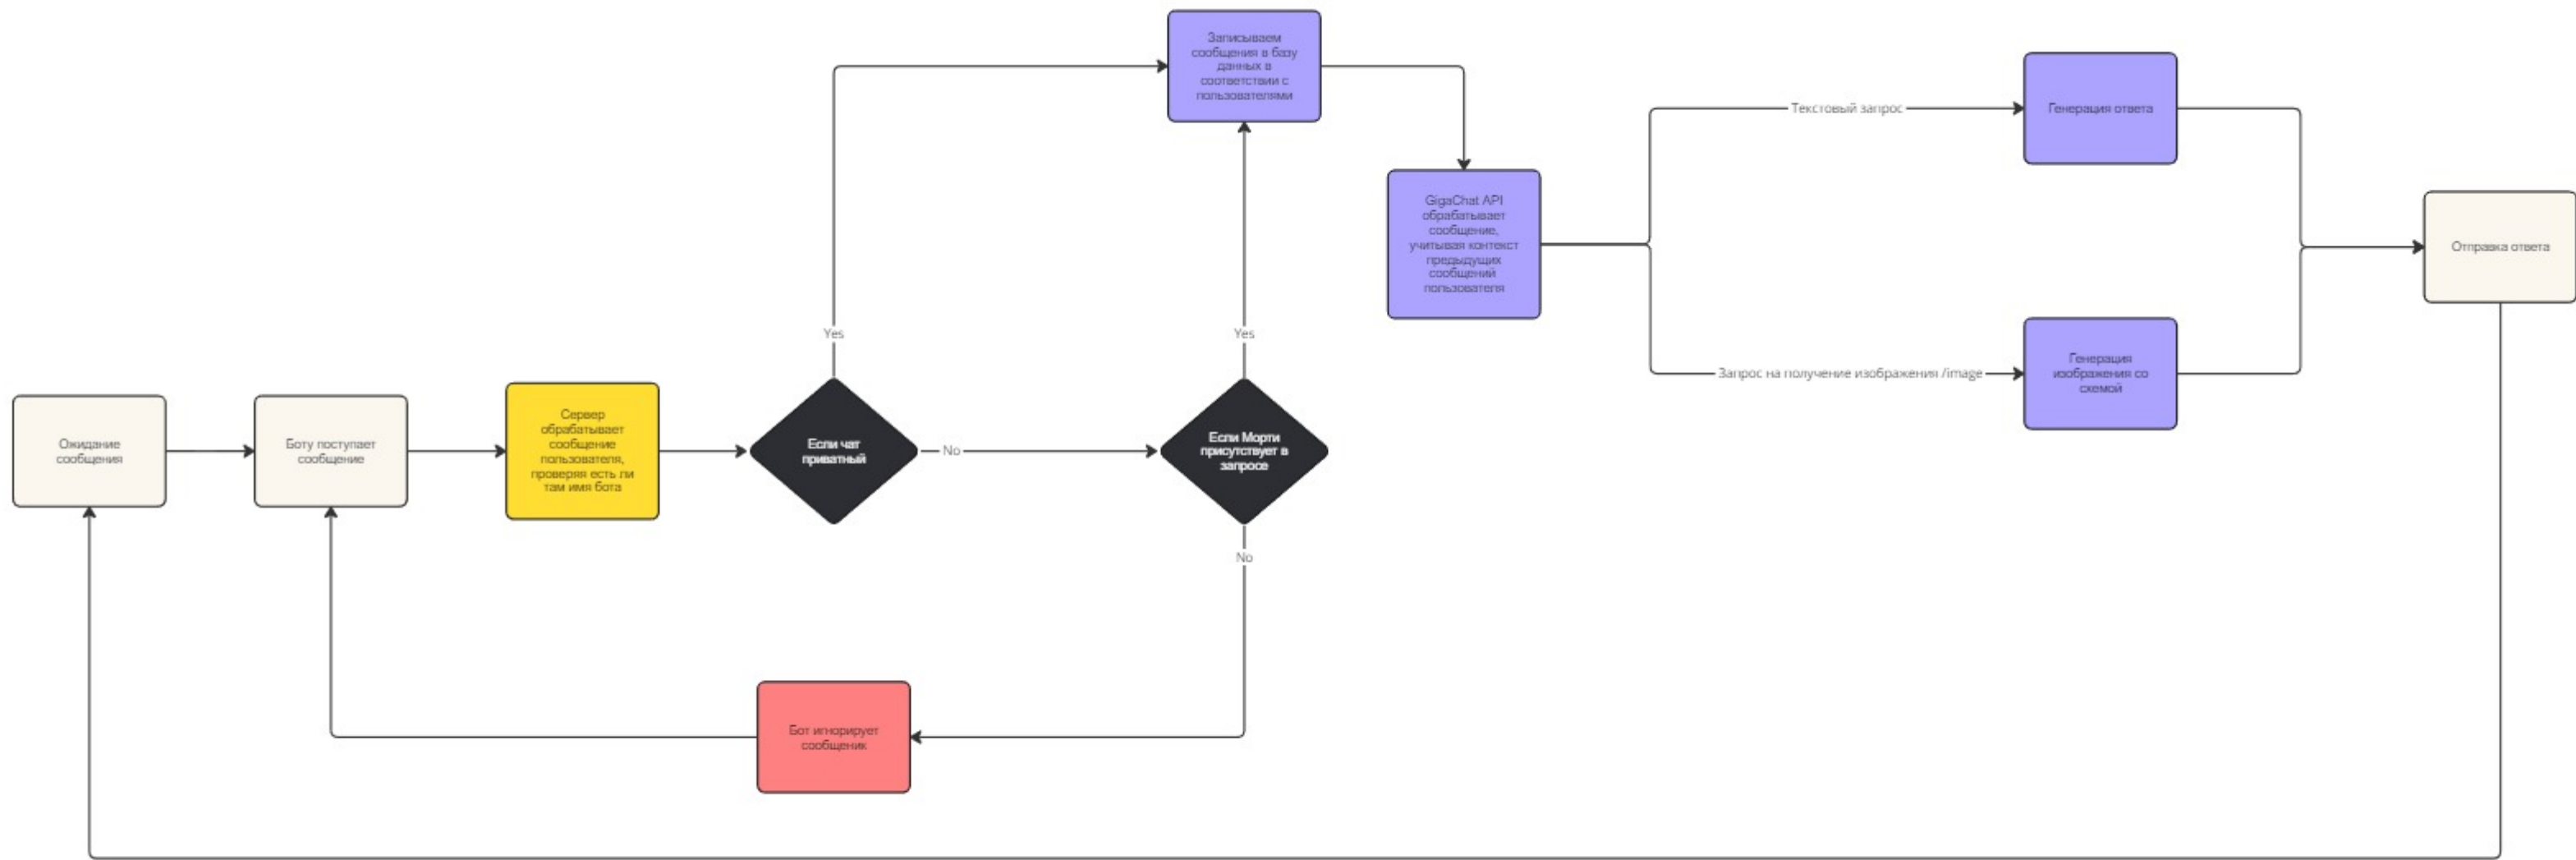 Записываем
сообщения в базу
данных в
соответствии с
пользователями
Текстовый запрос
Генерация ответа
GigaChat API
обрабатывает
сообщение,
учитывая контекст
предыдущих
сообщений
пользователя
Отправка ответа
Yes
Yes
Запрос на получение изображения /image
Генерация
изображения со
схемой
Ожидание
сообщения
Боту поступает
сообщение
Сервер
обрабатывает
сообщение
пользователя,
проверяя есть ли
там имя бота
Если чат
приватный
No
Если Морти
присутствует в
запросе
No
Бот игнорирует
сообщеник